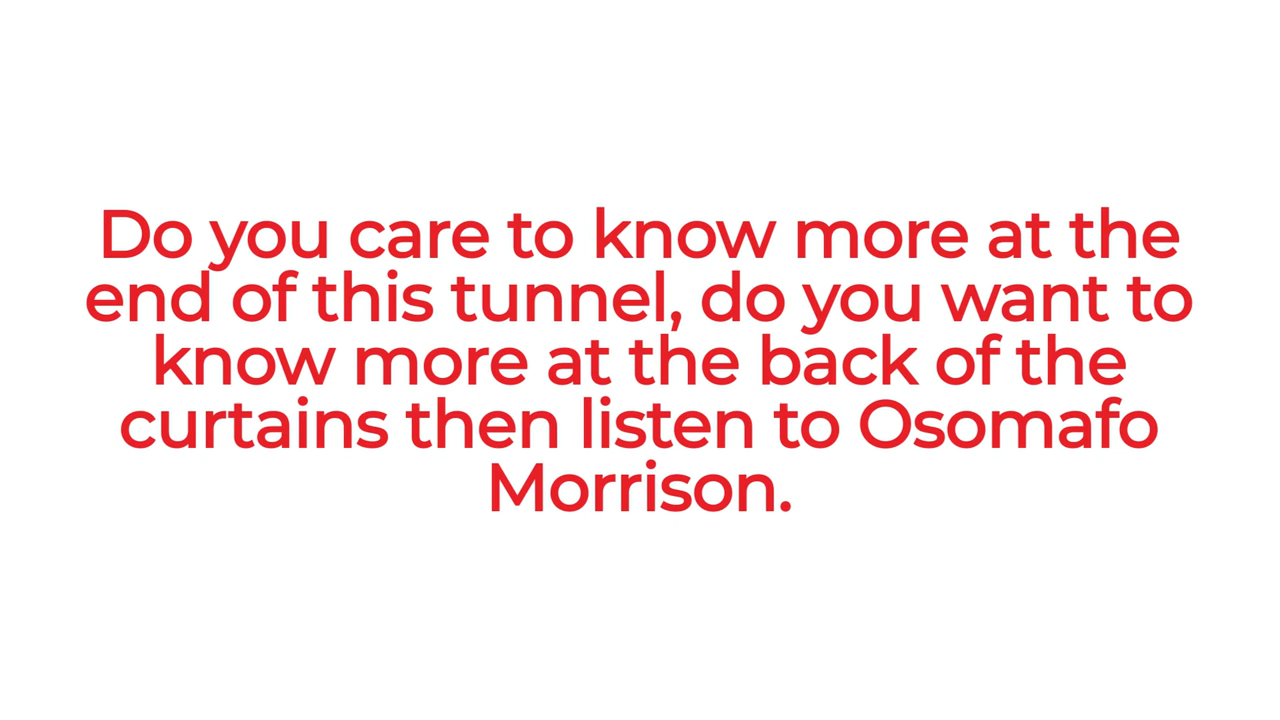 Do you care to know more at the
end of this tunnel, do you want to
know more at the back of the
curtains then listen to Osomafo
Morrison.